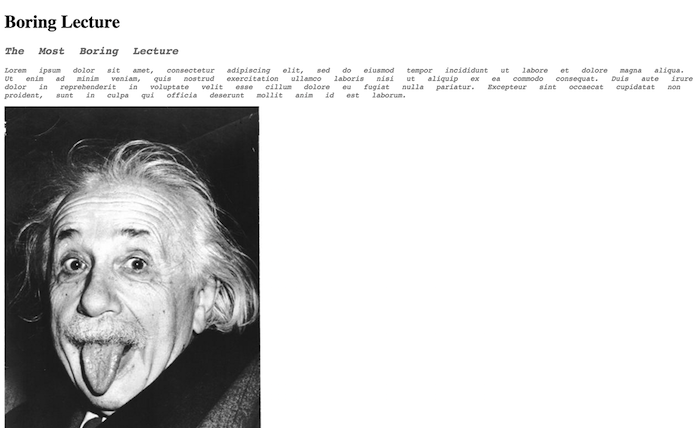 Boring Lecture
The Most Boring Lecture
Lorem ipsum dolor sit amet, consectetur adipiscing elit, sed do eiusmod tempor incididunt ut labore et dolore magna aliqua.
Ut enim ad minim veniam, quis nostrud exercitation ullamco laboris nisi ut aliquip ex ea commodo consequat. Duis aute irure
dolor in reprehenderit in voluptate velit esse cillum dolore eu fugiat nulla pariatur. Excepteur sint occaecat cupidatat non
proident, sunt in culpa qui officia deserunt mollit anim id est laborum.